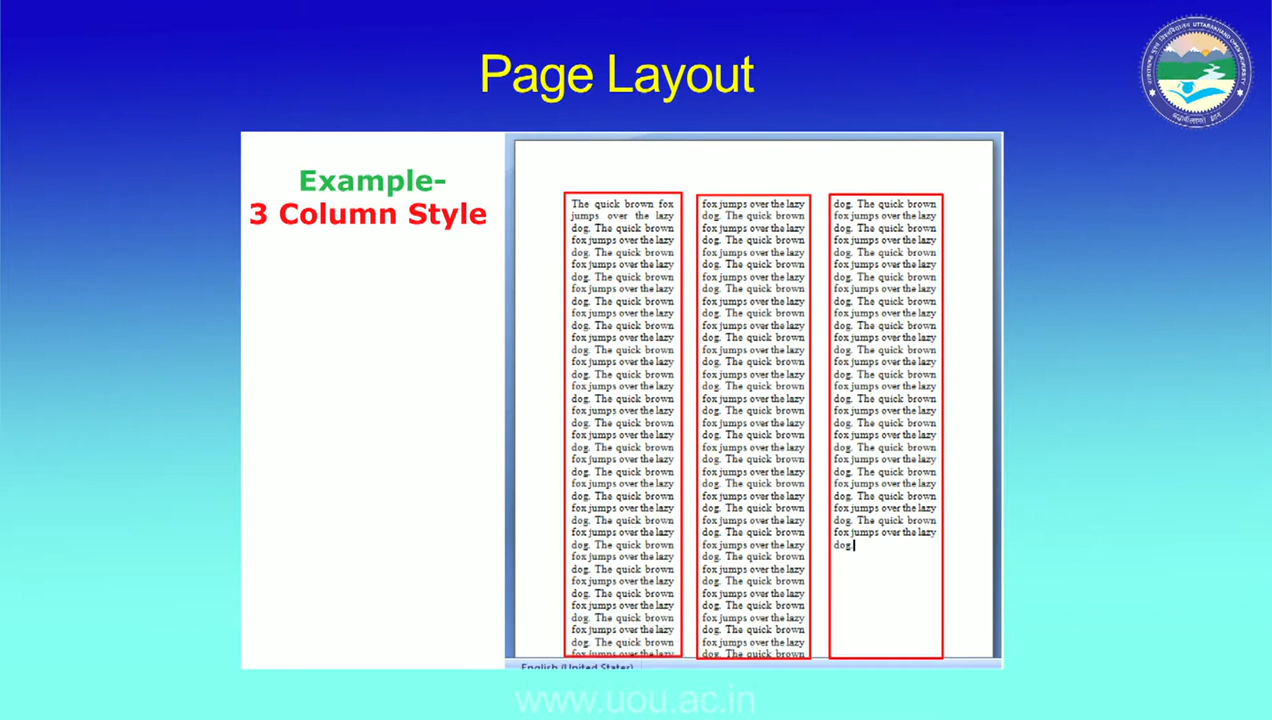 Page Layout
UTTARAKHAND OPEN UNIVERSITY
Example-
3 Column Style
The quick brown fox
jumps over the lazy
dog. The quick brown
fox jumps over the lazy
dog. The quick brown
fox jumps over the lazy
dog. The quick brown
fox jumps over the lazy
dog. The quick brown
fox jumps over the lazy
dog. The quick brown
fox jumps over the lazy
dog. The quick brown
fox jumps over the lazy
dog. The quick brown
fox jumps over the lazy
dog. The quick brown
fox jumps over the lazy
dog. The quick brown
fox jumps over the lazy
dog. The quick brown
fox jumps over the lazy
dog. The quick brown
fox jumps over the lazy
dog. The quick brown
fox jumps over the lazy
dog. The quick brown
fox jumps over the lazy
dog. The quick brown
fox jumps over the lazy
dog. The quick brown
fox jumps over the lazy
dog. The quick brown
fox jumps over the lazy
dog. The quick brown
fox jumps over the lazy
dog. The quick brown
fox jumps over the lazy
fox jumps over the lazy
dog. The quick brown
fox jumps over the lazy
dog. The quick brown
fox jumps over the lazy
dog. The quick brown
fox jumps over the lazy
dog. The quick brown
fox jumps over the lazy
dog. The quick brown
fox jumps over the lazy
dog. The quick brown
fox jumps over the lazy
dog. The quick brown
fox jumps over the lazy
dog. The quick brown
fox jumps over the lazy
dog. The quick brown
fox jumps over the lazy
dog. The quick brown
fox jumps over the lazy
dog. The quick brown
fox jumps over the lazy
dog. The quick brown
fox jumps over the lazy
dog. The quick brown
fox jumps over the lazy
dog. The quick brown
fox jumps over the lazy
dog. The quick brown
fox jumps over the lazy
dog. The quick brown
fox jumps over the lazy
dog. The quick brown
fox jumps over the lazy
dog. The quick brown
fox jumps over the lazy
dog. The quick brown
dog. The quick brown
fox jumps over the lazy
dog. The quick brown
fox jumps over the lazy
dog. The quick brown
fox jumps over the lazy
dog. The quick brown
fox jumps over the lazy
dog. The quick brown
fox jumps over the lazy
dog. The quick brown
fox jumps over the lazy
dog. The quick brown
fox jumps over the lazy
dog. The quick brown
fox jumps over the lazy
dog. The quick brown
fox jumps over the lazy
dog. The quick brown
fox jumps over the lazy
dog. The quick brown
fox jumps over the lazy
dog. The quick brown
fox jumps over the lazy
dog. The quick brown
fox jumps over the lazy
dog. The quick brown
fox jumps over the lazy
dog.
English (United States)
www.uou.ac.in